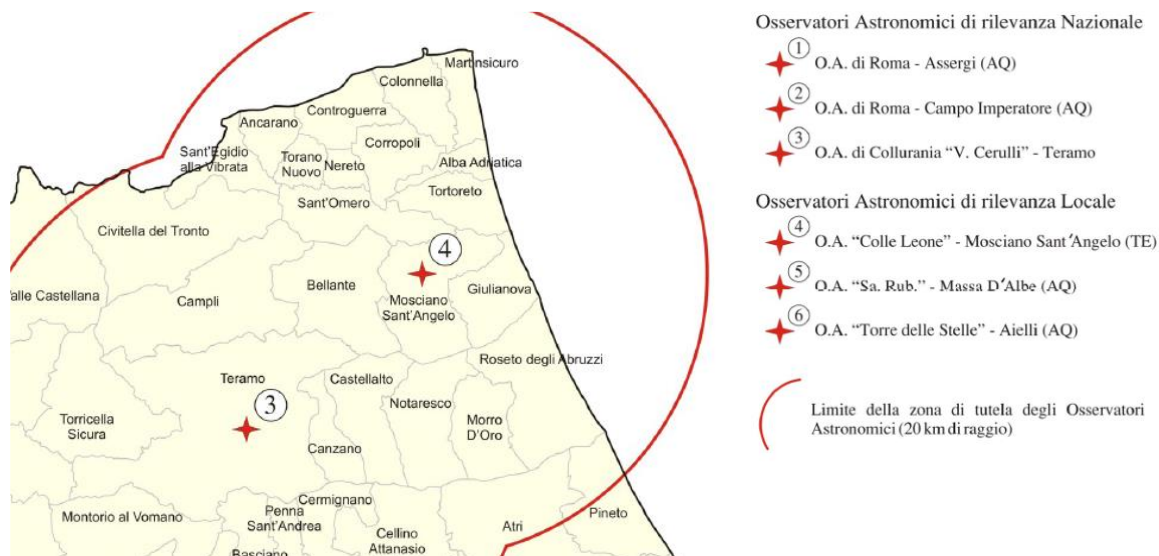 Martinsicuro
Colonnella
Controguerra
Ancarano
Corropoli
Sant'Egidio
alla Vibrata
Torano
Nuovo
Nereto
Alba Adriatica
Tortoreto
Sant'Omero
Civitella del Tronto
4
Bellante
Giulianova
alle Castellana
Campli
Mosciano
Sant'Angelo
Roseto degli Abruzzi
Teramo
Castellalto
3
Notaresco
Morro
D'Oro
Torricella
Sicura
Canzano
Cermignano
Montorio al Vomano
Penna
Sant'Andrea
Atri
Pineto
Cellino
Attanasio
Basciano
Osservatori Astronomici di rilevanza Nazionale
1 O.A. di Roma - Assergi (AQ)
2 O.A. di Roma - Campo Imperatore (AQ)
3 O.A. di Collurania “V. Cerulli” - Teramo
Osservatori Astronomici di rilevanza Locale
4 O.A. “Colle Leone” - Mosciano Sant'Angelo (TE)
5 O.A. “Sa. Rub.” - Massa D'Albe (AQ)
6 O.A. “Torre delle Stelle” - Aielli (AQ)
Limite della zona di tutela degli Osservatori
Astronomici (20 km di raggio)